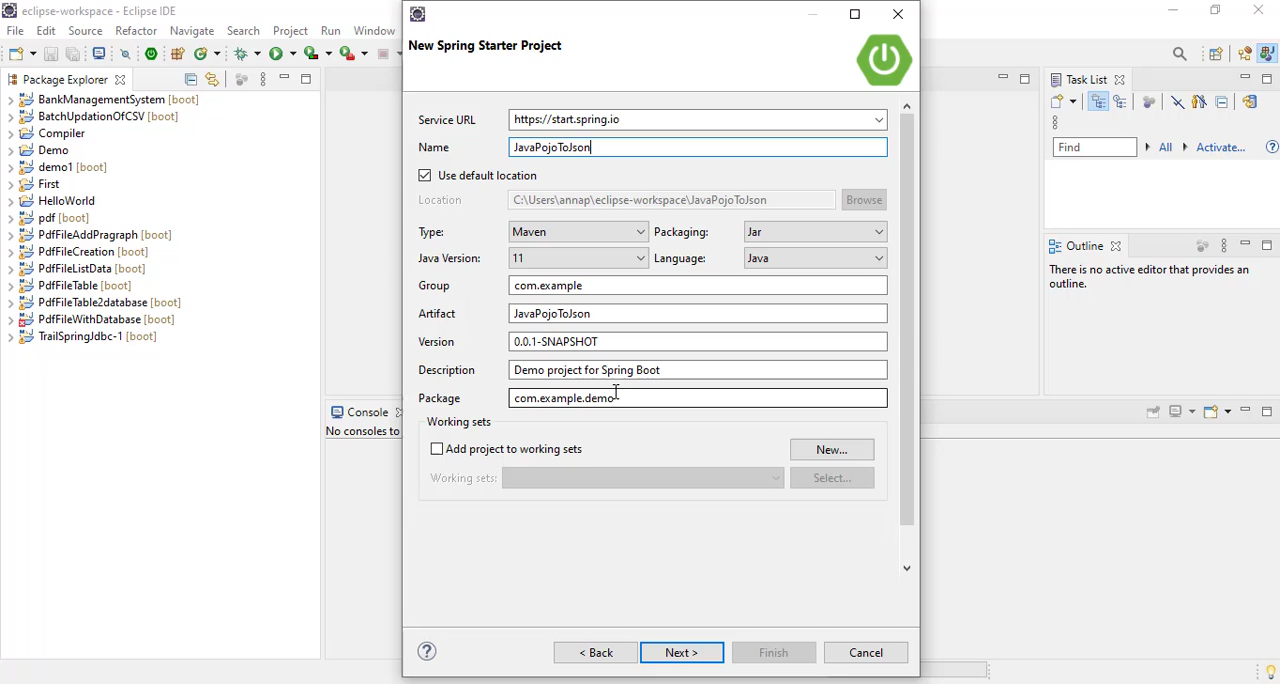 eclipse-workspace - Eclipse IDE
File Edit Source Refactor Navigate Search Project Run Window
Package Explorer
BankManagementSystem [boot]
BatchUpdationOfCSV [boot]
Compiler
Demo
demo1 [boot]
First
HelloWorld
pdf [boot]
PdfFileAddPragraph [boot]
PdfFileCreation [boot]
PdfFileListData [boot]
PdfFileTable [boot]
PdfFileTable2database [boot]
PdfFileWithDatabase [boot]
TrailSpringJdbc-1 [boot]
Console
No consoles to
New Spring Starter Project
Service URL https://start.spring.io
Name JavaPojoToJson
Use default location
Location C:\Users\annap\eclipse-workspace\JavaPojoToJson Browse
Type: Maven Packaging: Jar
Java Version: 11 Language: Java
Group com.example
Artifact JavaPojoToJson
Version 0.0.1-SNAPSHOT
Description Demo project for Spring Boot
Package com.example.demo
Working sets
Add project to working sets New...
Working sets: Select...
< Back Next > Finish Cancel
Task List
Find All Activate...
Outline
There is no active editor that provides an
outline.